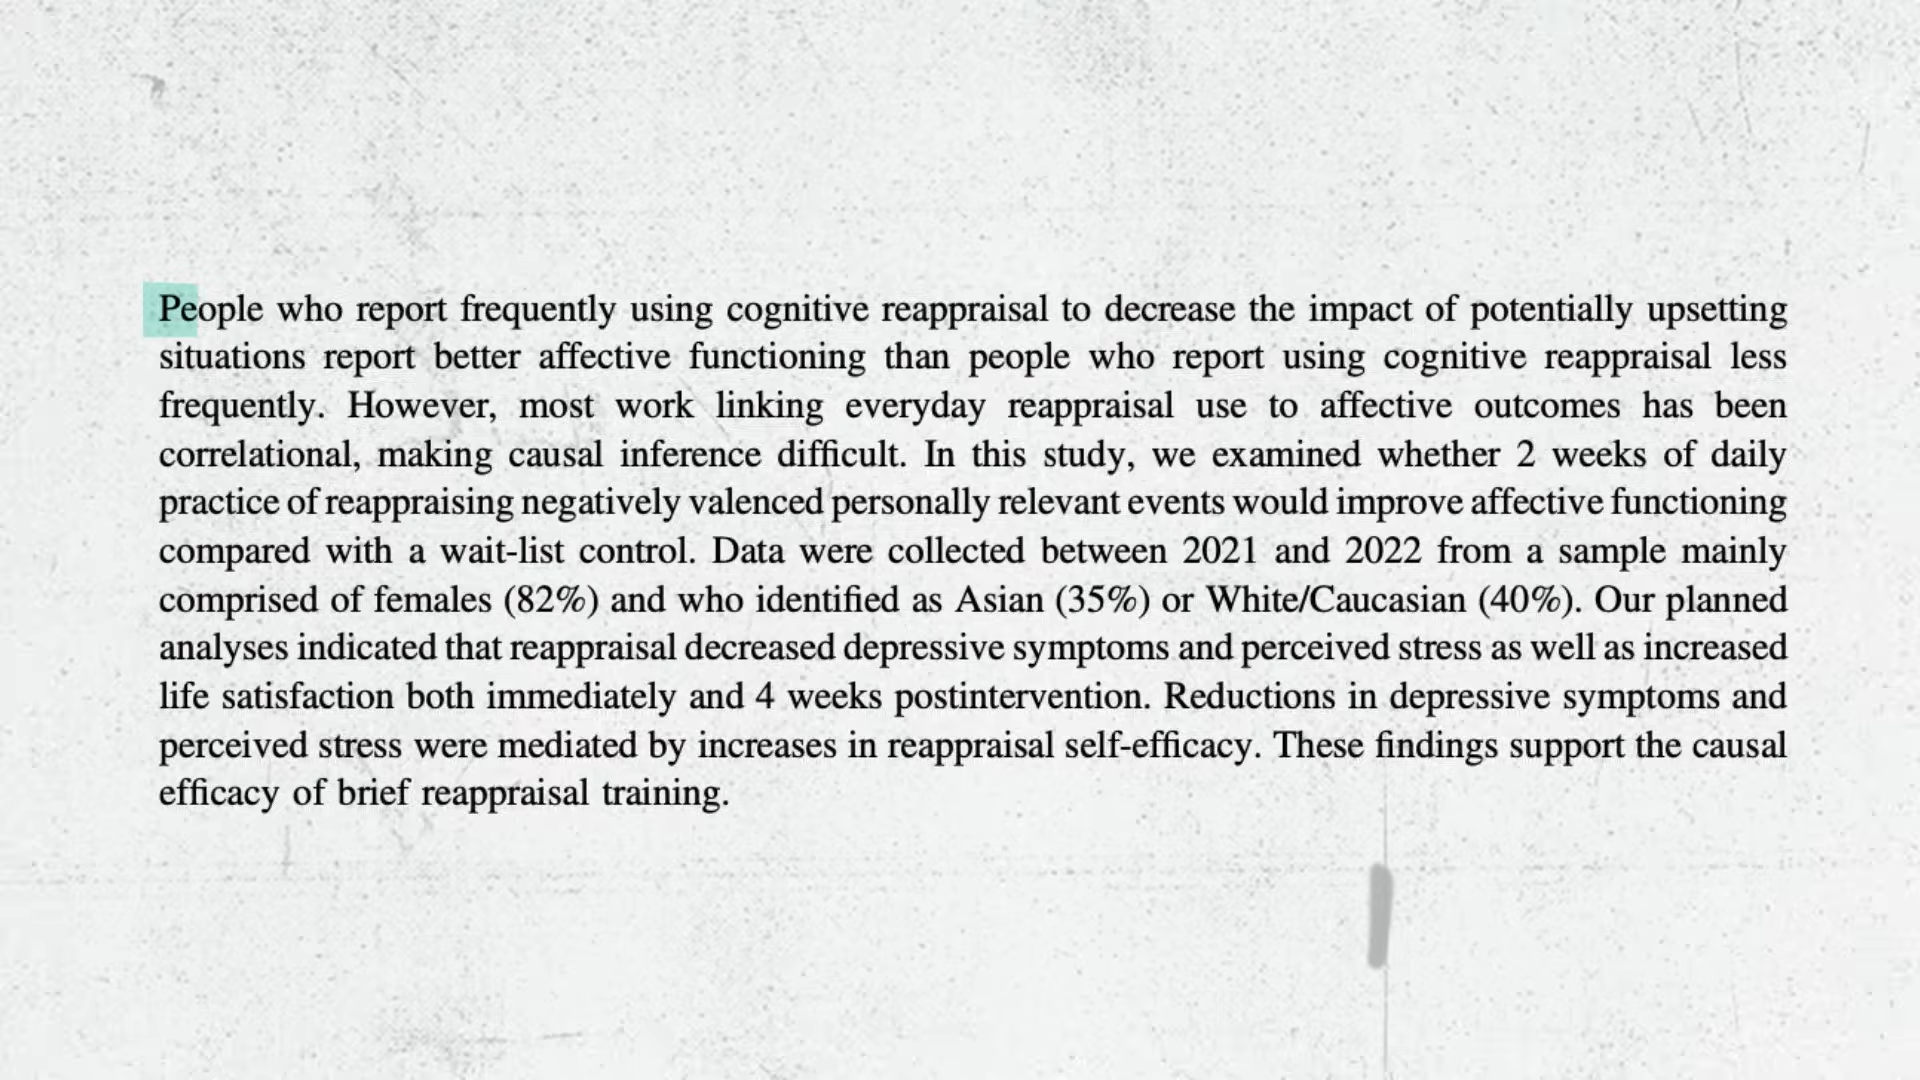 People who report frequently using cognitive reappraisal to decrease the impact of potentially upsetting
situations report better affective functioning than people who report using cognitive reappraisal less
frequently. However, most work linking everyday reappraisal use to affective outcomes has been
correlational, making causal inference difficult. In this study, we examined whether 2 weeks of daily
practice of reappraising negatively valenced personally relevant events would improve affective functioning
compared with a wait-list control. Data were collected between 2021 and 2022 from a sample mainly
comprised of females (82%) and who identified as Asian (35%) or White/Caucasian (40%). Our planned
analyses indicated that reappraisal decreased depressive symptoms and perceived stress as well as increased
life satisfaction both immediately and 4 weeks postintervention. Reductions in depressive symptoms and
perceived stress were mediated by increases in reappraisal self-efficacy. These findings support the causal
efficacy of brief reappraisal training.